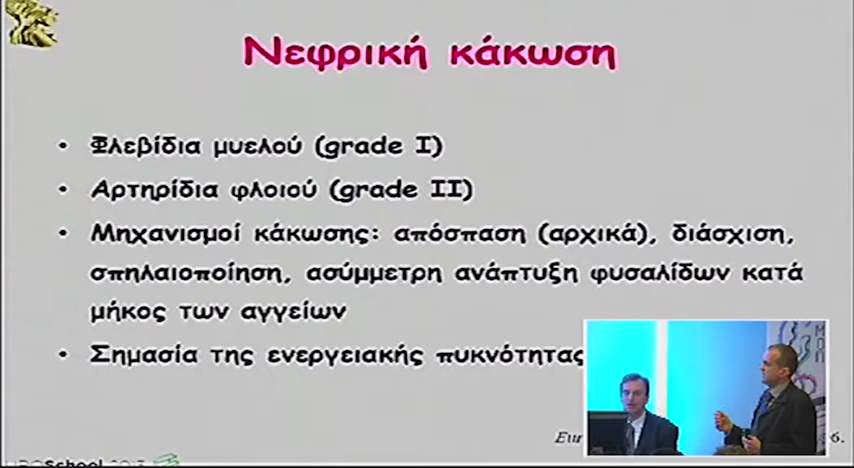 Νεφρική κάκωση
• Φλεβίδια μυελού (grade I)
• Αρτηρίδια φλοιού (grade II)
• Μηχανισμοί κάκωσης: απόσπαση (αρχικά), διάσχιση,
σπηλαιοποίηση, ασύμμετρη ανάπτυξη φυσαλίδων κατά
μήκος των αγγείων
• Σημασία της ενεργειακής πυκνότητας
Eur
6.
School